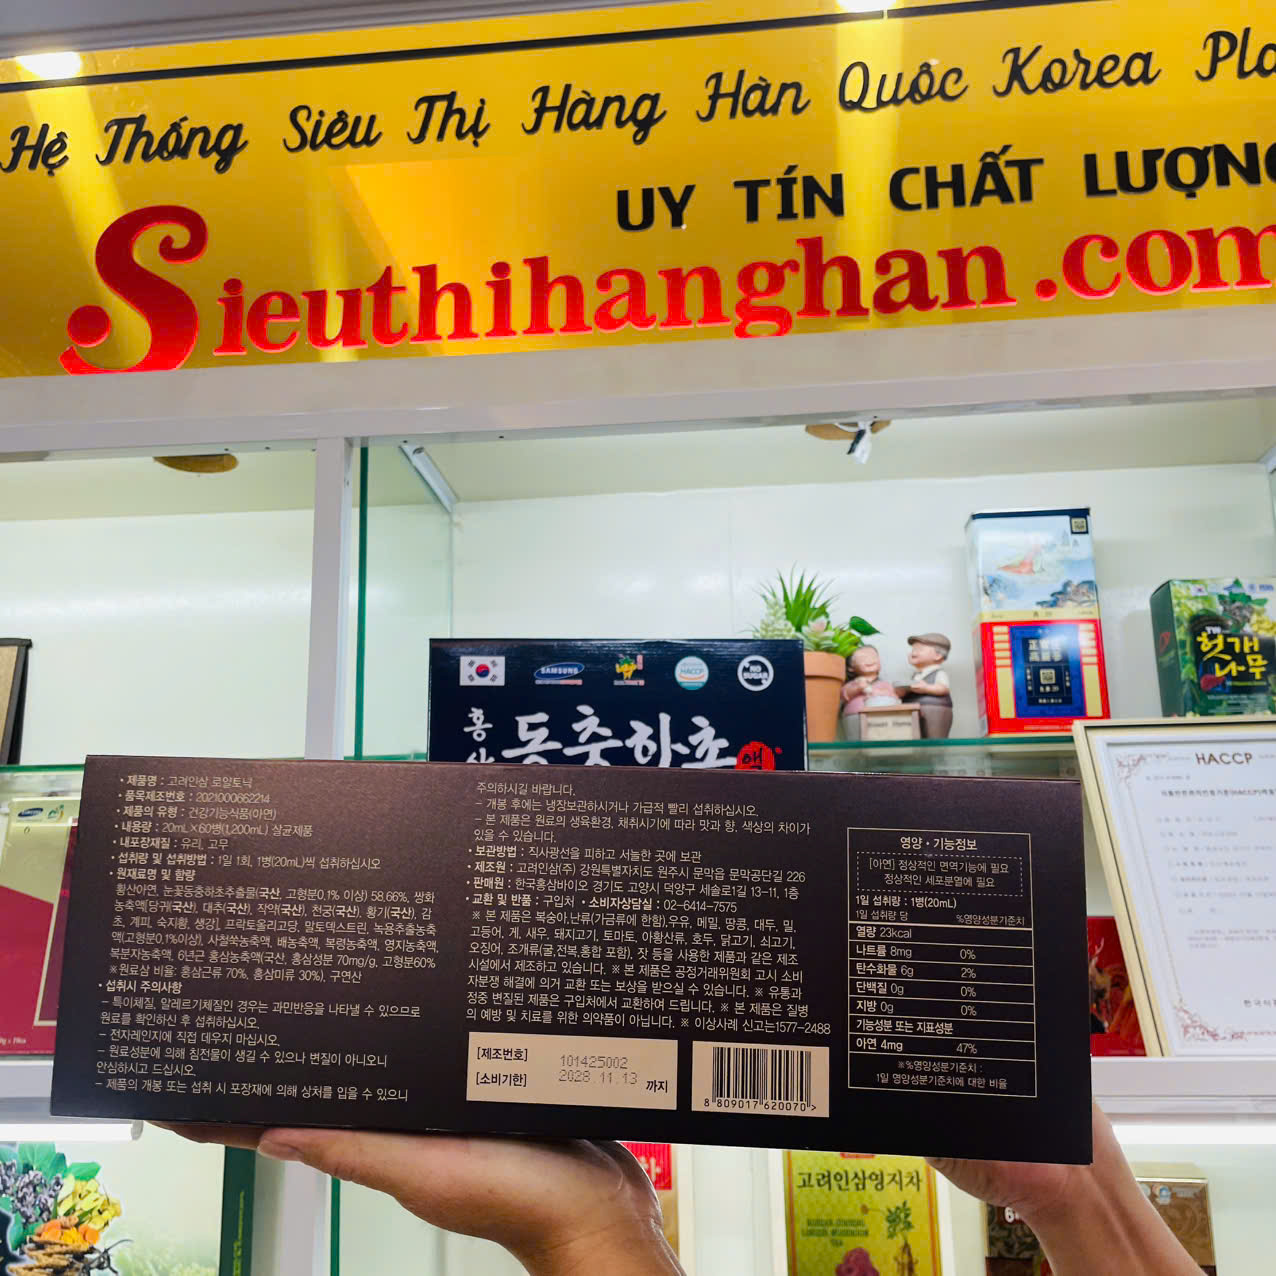 Hệ Thống Siêu Thị Hàng Hàn Quốc Korea Pla
UY TÍN CHẤT LƯỢNG
Sieuthihanghan.com
SAMSUNG
HACCP
NO SUGAR
홍
동충하초
헛개
나무
HACCP
• 제품명 : 고려인삼 로얄토닉
• 품목제조번호 : 2021000662214
• 제품의 유형 : 건강기능식품(아연)
• 내용량 : 20mL×60병(1,200mL) 살균제품
• 내포장재질 : 유리, 고무
• 섭취량 및 섭취방법 : 1일 1회, 1병(20mL)씩 섭취하십시오
• 원재료명 및 함량
황산아연, 눈꽃동충하초추출물(국산, 고형분0.1% 이상) 58.66%, 쌍화
농축액[당귀(국산), 대추(국산), 작약(국산), 천궁(국산), 황기(국산), 감
초, 계피, 숙지황, 생강], 프락토올리고당, 말토덱스트린, 녹용추출농축
액(고형분0.1%이상), 사철쑥농축액, 배농축액, 복령농축액, 영지농축액,
복분자농축액, 6년근 홍삼농축액(국산, 홍삼성분 70mg/g, 고형분60%
※원료삼 비율: 홍삼근류 70%, 홍삼미류 30%), 구연산
• 섭취시 주의사항
– 특이체질, 알레르기체질인 경우는 과민반응을 나타낼 수 있으므로
원료를 확인하신 후 섭취하십시오.
– 전자레인지에 직접 데우지 마십시오.
– 원료성분에 의해 침전물이 생길 수 있으나 변질이 아니오니
안심하시고 드십시오.
– 제품의 개봉 또는 섭취 시 포장재에 의해 상처를 입을 수 있으니
주의하시길 바랍니다.
– 개봉 후에는 냉장보관하시거나 가급적 빨리 섭취하십시오.
– 본 제품은 원료의 생육환경, 채취시기에 따라 맛과 향, 색상의 차이가
있을 수 있습니다.
• 보관방법 : 직사광선을 피하고 서늘한 곳에 보관
• 제조원 : 고려인삼(주) 강원특별자치도 원주시 문막읍 문막공단길 226
• 판매원 : 한국홍삼바이오 경기도 고양시 덕양구 세솔로1길 13–11, 1층
• 교환 및 반품 : 구입처 • 소비자상담실 : 02–6414–7575
※ 본 제품은 복숭아,난류(가금류에 한함),우유, 메밀, 땅콩, 대두, 밀,
고등어, 게, 새우, 돼지고기, 토마토, 아황산류, 호두, 닭고기, 쇠고기,
오징어, 조개류(굴,전복,홍합 포함), 잣 등을 사용한 제품과 같은 제조
시설에서 제조하고 있습니다. ※ 본 제품은 공정거래위원회 고시 소비
자분쟁 해결에 의거 교환 또는 보상을 받으실 수 있습니다. ※ 유통과
정중 변질된 제품은 구입처에서 교환하여 드립니다. ※ 본 제품은 질병
의 예방 및 치료를 위한 의약품이 아닙니다. ※ 이상사례 신고는1577–2488
[제조번호] 101425002
[소비기한] 2028.11.13 까지
8 809017 620070 >
영양 · 기능정보
[아연] 정상적인 면역기능에 필요
정상적인 세포분열에 필요
1일 섭취량 : 1병(20mL)
1일 섭취량 당 %영양성분기준치
열량 23kcal
나트륨 8mg 0%
탄수화물 6g 2%
단백질 0g 0%
지방 0g 0%
기능성분 또는 지표성분
아연 4mg 47%
※%영양성분기준치 :
1일 영양성분기준치에 대한 비율
고려인삼영지차